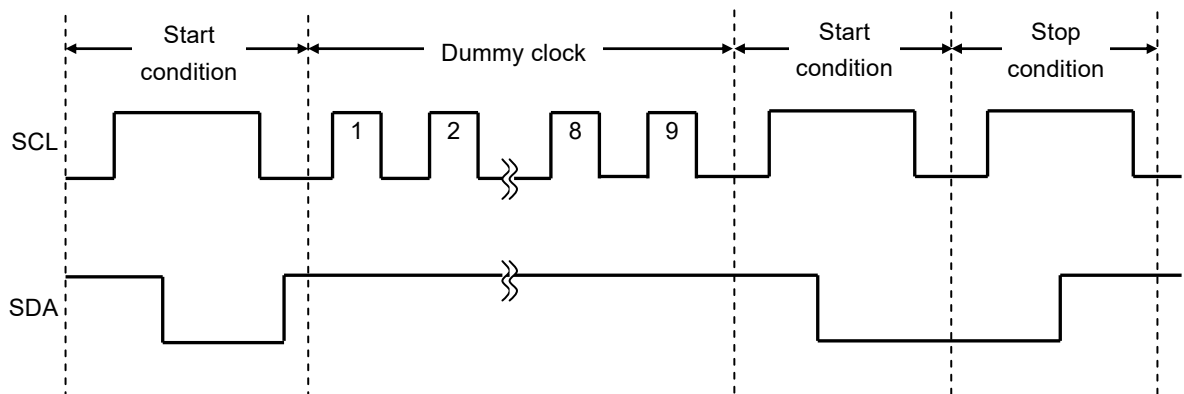 Start
condition
Dummy clock
Start
condition
Stop
condition
SCL
1
2
8
9
SDA